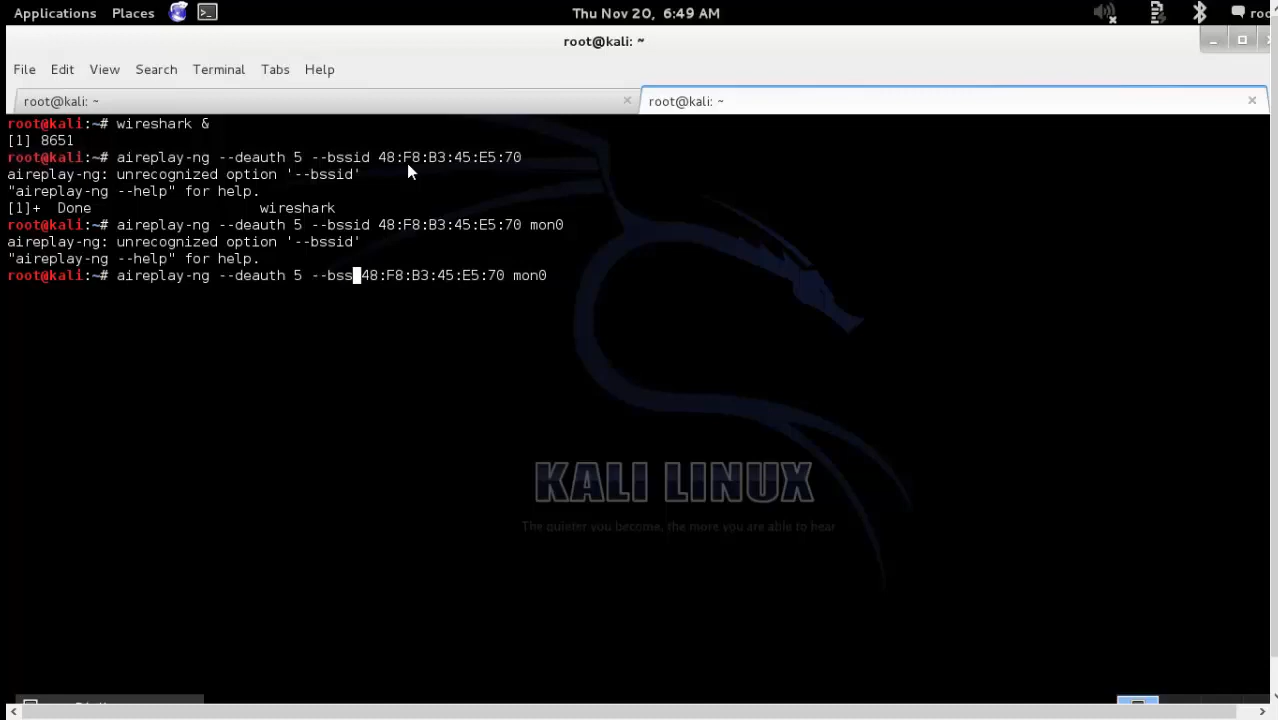 Applications Places Thu Nov 20, 6:49 AM roo
root@kali: ~
File Edit View Search Terminal Tabs Help
root@kali: ~ root@kali: ~
root@kali:~# wireshark &
[1] 8651
root@kali:~# aireplay-ng --deauth 5 --bssid 48:F8:B3:45:E5:70
aireplay-ng: unrecognized option '--bssid'
"aireplay-ng --help" for help.
[1]+ Done wireshark
root@kali:~# aireplay-ng --deauth 5 --bssid 48:F8:B3:45:E5:70 mon0
aireplay-ng: unrecognized option '--bssid'
"aireplay-ng --help" for help.
root@kali:~# aireplay-ng --deauth 5 --bss 48:F8:B3:45:E5:70 mon0
KALI LINUX
The quieter you become, the more you are able to hear